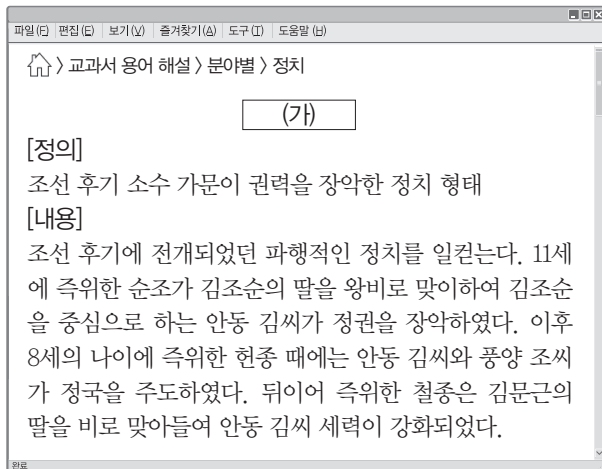 파일(F) 편집(E) 보기(V) 즐겨찾기(A) 도구(T) 도움말(H)
〉교과서 용어 해설〉분야별〉정치
(가)
[정의]
조선 후기 소수 가문이 권력을 장악한 정치 형태
[내용]
조선 후기에 전개되었던 파행적인 정치를 일컫는다. 11세
에 즉위한 순조가 김조순의 딸을 왕비로 맞이하여 김조순
을 중심으로 하는 안동 김씨가 정권을 장악하였다. 이후
8세의 나이에 즉위한 헌종 때에는 안동 김씨와 풍양 조씨
가 정국을 주도하였다. 뒤이어 즉위한 철종은 김문근의
딸을 비로 맞아들여 안동 김씨 세력이 강화되었다.
완료